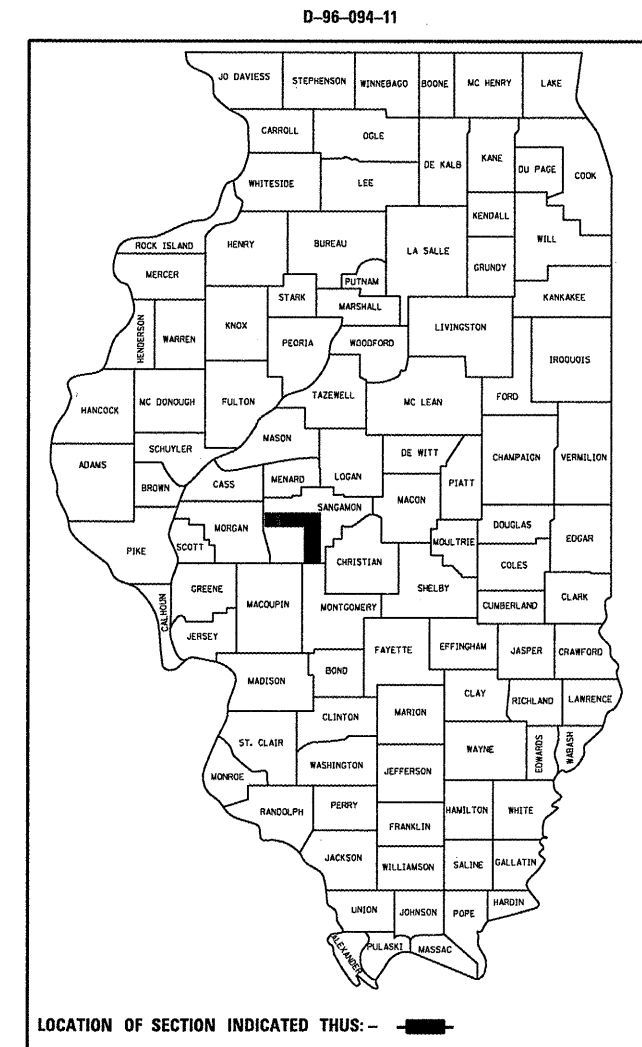 D-96-094-11
JO DAVIESS STEPHENSON WINNEBAGO BOONE MC HENRY LAKE
CARROLL OGLE DE KALB KANE DU PAGE COOK
WHITESIDE LEE
KENDALL WILL
ROCK ISLAND HENRY BUREAU LA SALLE GRUNDY
MERCER PUTNAM
STARK MARSHALL KANKAKEE
HENDERSON WARREN KNOX PEORIA WOODFORD LIVINGSTON IROQUOIS
HANCOCK MC DONOUGH FULTON TAZEWELL MC LEAN FORD
MASON
SCHUYLER DE WITT CHAMPAIGN VERMILION
ADAMS BROWN CASS MENARD LOGAN PIATT
MACON
SANGAMON
MORGAN DOUGLAS EDGAR
PIKE SCOTT CHRISTIAN MOULTRIE COLES
GREENE SHELBY CLARK
CALHOUN MACOUPIN MONTGOMERY CUMBERLAND
JERSEY
FAYETTE EFFINGHAM JASPER CRAWFORD
MADISON BOND
CLAY RICHLAND LAWRENCE
CLINTON MARION
ST. CLAIR WAYNE EDWARDS WABASH
MONROE WASHINGTON JEFFERSON
RANDOLPH PERRY HAMILTON WHITE
FRANKLIN
JACKSON WILLIAMSON SALINE GALLATIN
UNION JOHNSON POPE HARDIN
ALEXANDER PULASKI MASSAC
LOCATION OF SECTION INDICATED THUS: -